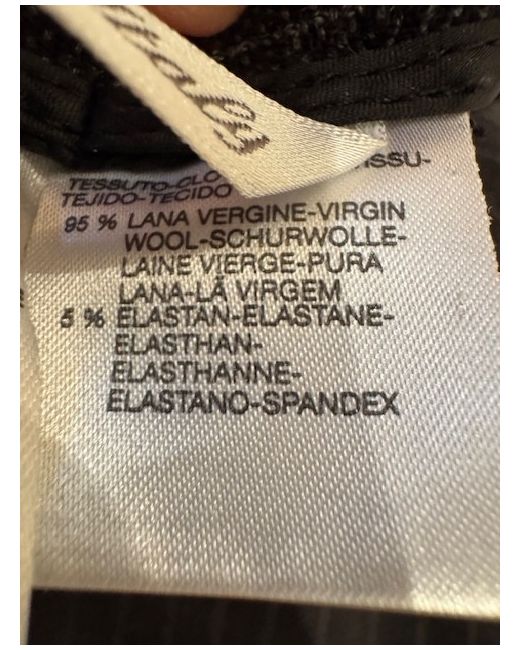 TESSUTO-CLO
TEJIDO-TECIDO
95 % LANA VERGINE-VIRGIN
WOOL-SCHURWOLLE-
LAINE VIERGE-PURA
LANA-LÃ VIRGEM
5 % ELASTAN-ELASTANE-
ELASTHAN-
ELASTHANNE-
ELASTANO-SPANDEX